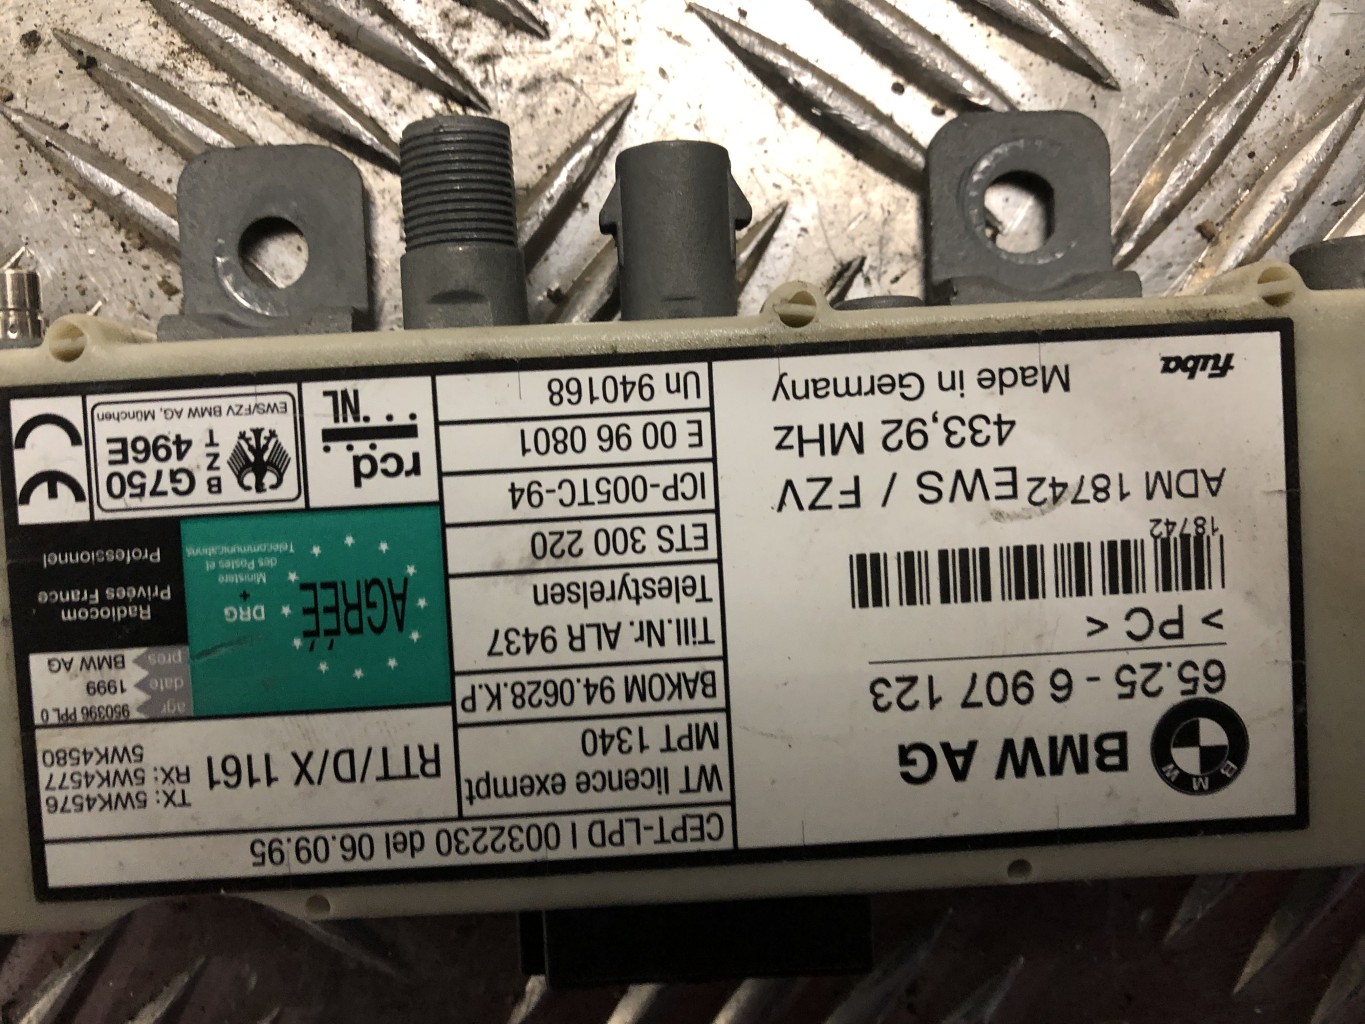 CEPT-LPD I 0032230 del 06.09.95
BMW AG
WT licence exempt
MPT 1340
RTT/D/X 1161
TX: 5WK4576
RX: 5WK4577
5WK4580
65.25 - 6 907 123
BAKOM 94.0628.K.P
agr 950396 PPL 0
date 1999
pres BMW AG
> PC <
Till.Nr. ALR 9437
Telestyrelsen
AGRÉÉ
DRG
+
Ministere
des Postes et
Telecommunications
Radiocom
Privées France
Professionnel
18742
ETS 300 220
ADM 18742 EWS / FZV
ICP-005TC-94
433,92 MHz
E 00 96 0801
Made in Germany
fuba
Un 940168
rcd
NL
B
Z
T
G750
496E
EWS/FZV BMW AG, München
CE
B M W